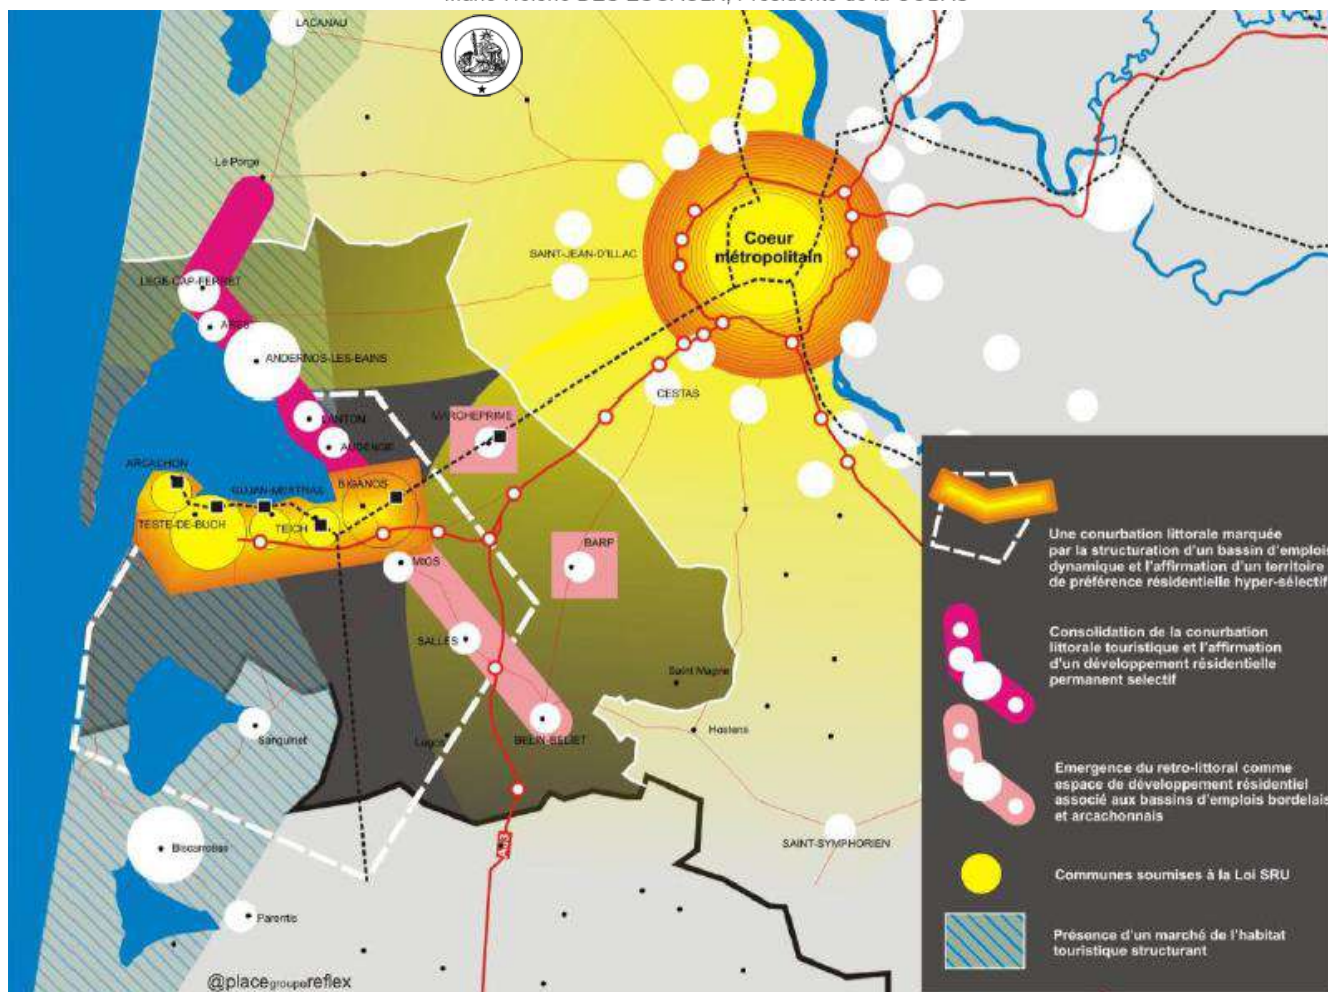 LACANAU
Le Porge
SAINT-JEAN-D'ILLAC
Coeur
métropolitain
LEGE-CAP-FERRET
ARES
ANDERNOS-LES-BAINS
CESTAS
LANTON
MARCHEPRIME
AUDENGE
ARCACHON
GUJAN-MESTRAS
BIGANOS
TESTE-DE-BUCH
TEICH
MIOS
BARP
SALLES
Saint Magne
Sanguinet
Lugos
BELIN-BELIET
Hostens
Biscarrosse
A63
SAINT-SYMPHORIEN
Parentis
@placegroupereflex
Une conurbation littorale marquée
par la structuration d'un bassin d'emplois
dynamique et l'affirmation d'un territoire
de préférence résidentielle hyper-sélectif
Consolidation de la conurbation
littorale touristique et l'affirmation
d'un développement résidentielle
permanent selectif
Emergence du retro-littoral comme
espace de développement résidentiel
associé aux bassins d'emplois bordelais
et arcachonnais
Communes soumises à la Loi SRU
Présence d'un marché de l'habitat
touristique structurant